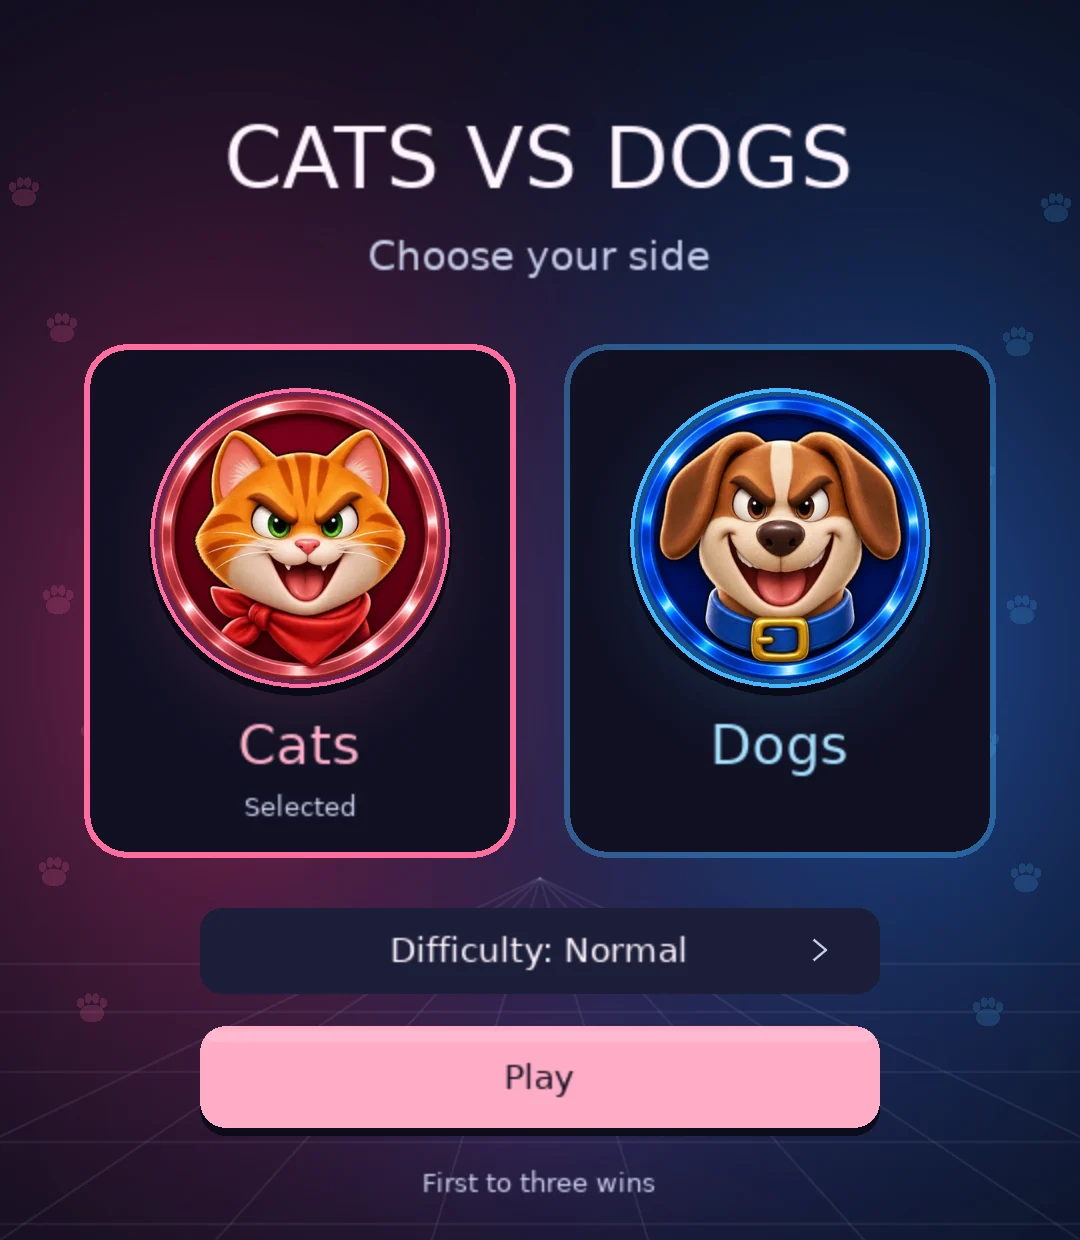 CATS VS DOGS
Choose your side
Cats
Selected
Dogs
Difficulty: Normal
Play
First to three wins